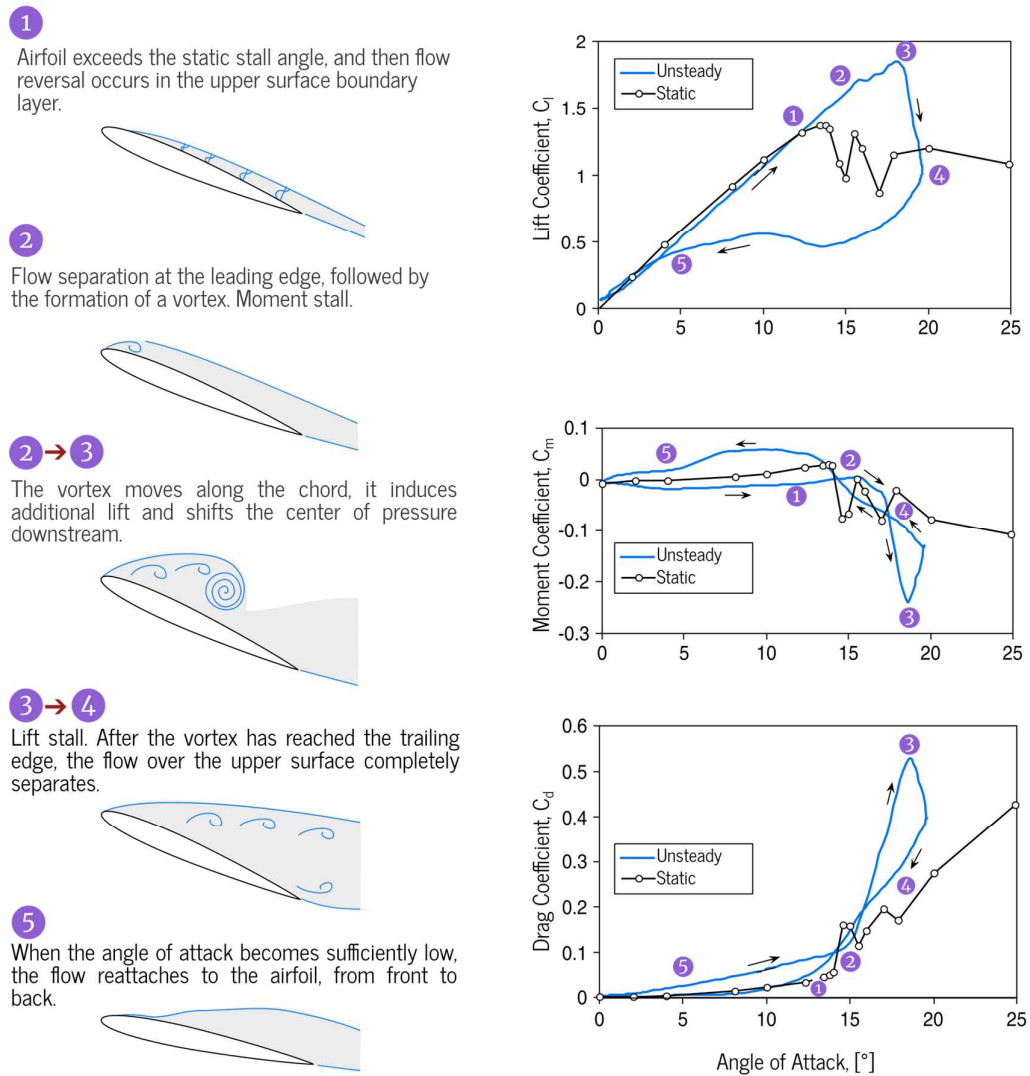 1
Airfoil exceeds the static stall angle, and then flow
reversal occurs in the upper surface boundary
layer.
2
Flow separation at the leading edge, followed by
the formation of a vortex. Moment stall.
2 → 3
The vortex moves along the chord, it induces
additional lift and shifts the center of pressure
downstream.
3 → 4
Lift stall. After the vortex has reached the trailing
edge, the flow over the upper surface completely
separates.
5
When the angle of attack becomes sufficiently low,
the flow reattaches to the airfoil, from front to
back.
Lift Coefficient, Cl
2
1.5
1
0.5
0
0 5 10 15 20 25
Unsteady
Static
1
2
3
4
5
Moment Coefficient, Cm
0.1
0
-0.1
-0.2
-0.3
0 5 10 15 20 25
Unsteady
Static
5
2
1
4
3
Drag Coefficient, Cd
0.6
0.5
0.4
0.3
0.2
0.1
0
0 5 10 15 20 25
Unsteady
Static
3
4
5
2
1
Angle of Attack, [°]